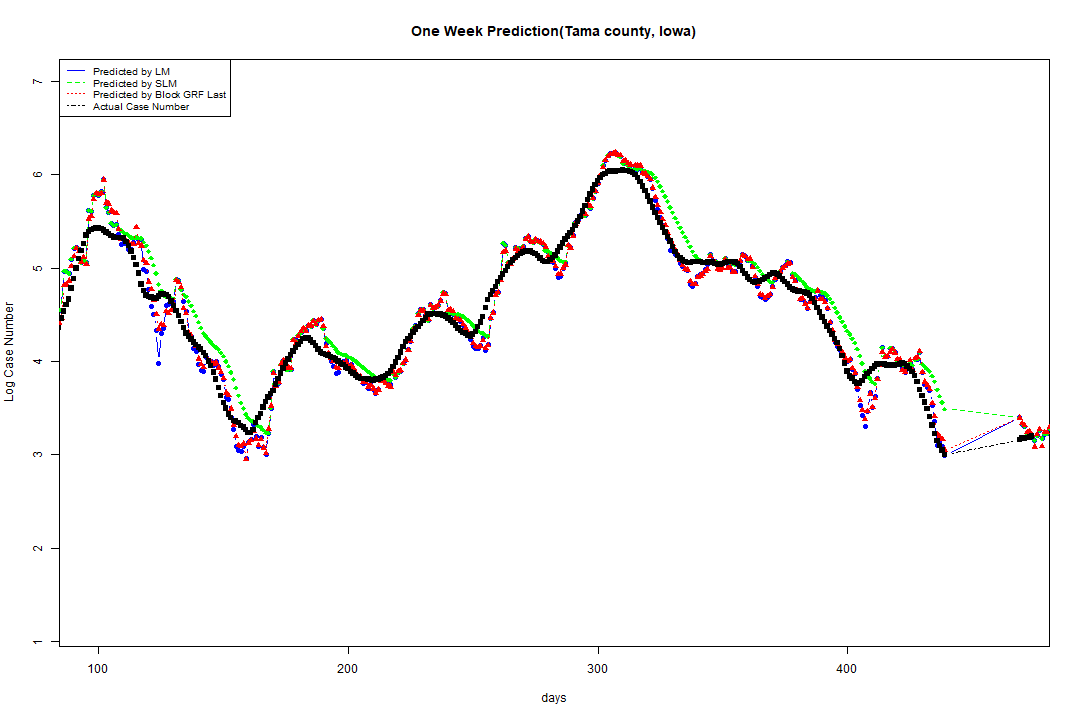 One Week Prediction(Tama county, Iowa)
Predicted by LM
Predicted by SLM
Predicted by Block GRF Last
Actual Case Number
7
6
5
4
3
2
1
Log Case Number
100 200 300 400
days